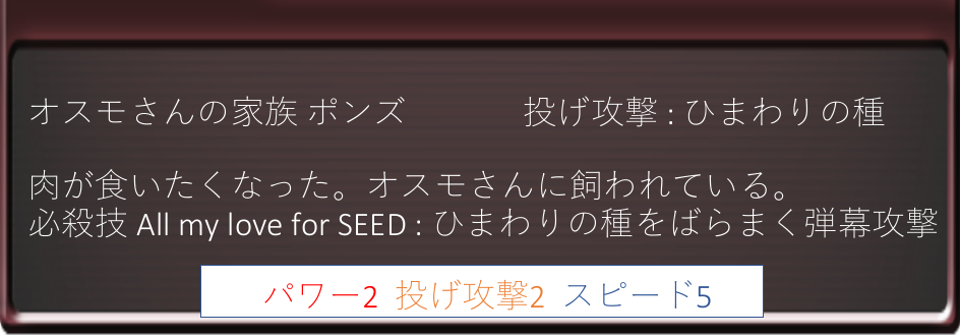 オスモさんの家族 ポンズ 投げ攻撃 : ひまわりの種
肉が食いたくなった。オスモさんに飼われている。
必殺技 All my love for SEED : ひまわりの種をばらまく弾幕攻撃
パワー2 投げ攻撃2 スピード5